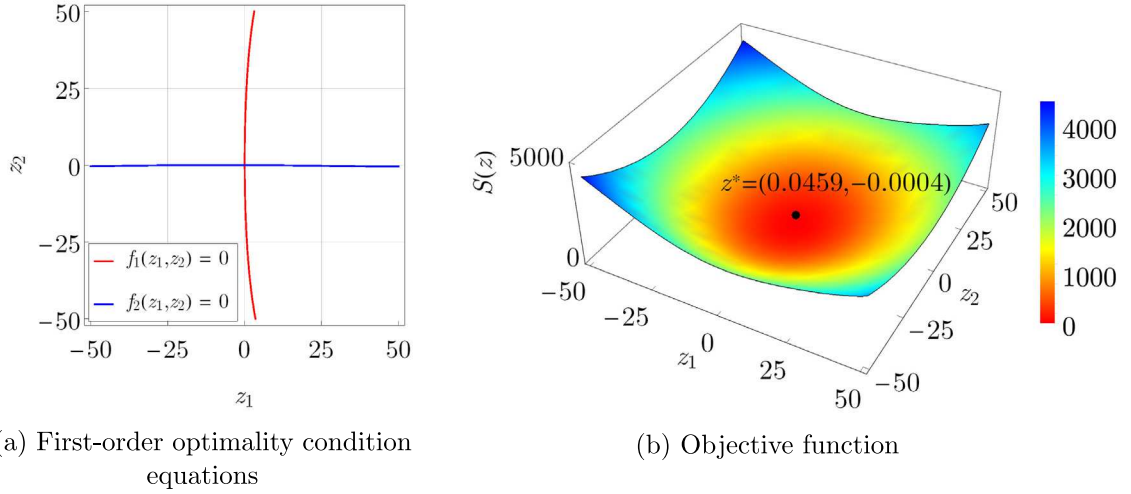 50
25
0
−25
−50
z₂
f₁(z₁,z₂) = 0
f₂(z₁,z₂) = 0
−50
−25
0
25
50
z₁
(a) First-order optimality condition
equations
S(z)
5000
0
z*=(0.0459,−0.0004)
−50
−25
0
25
50
z₁
50
25
0
−25
−50
z₂
4000
3000
2000
1000
0
(b) Objective function